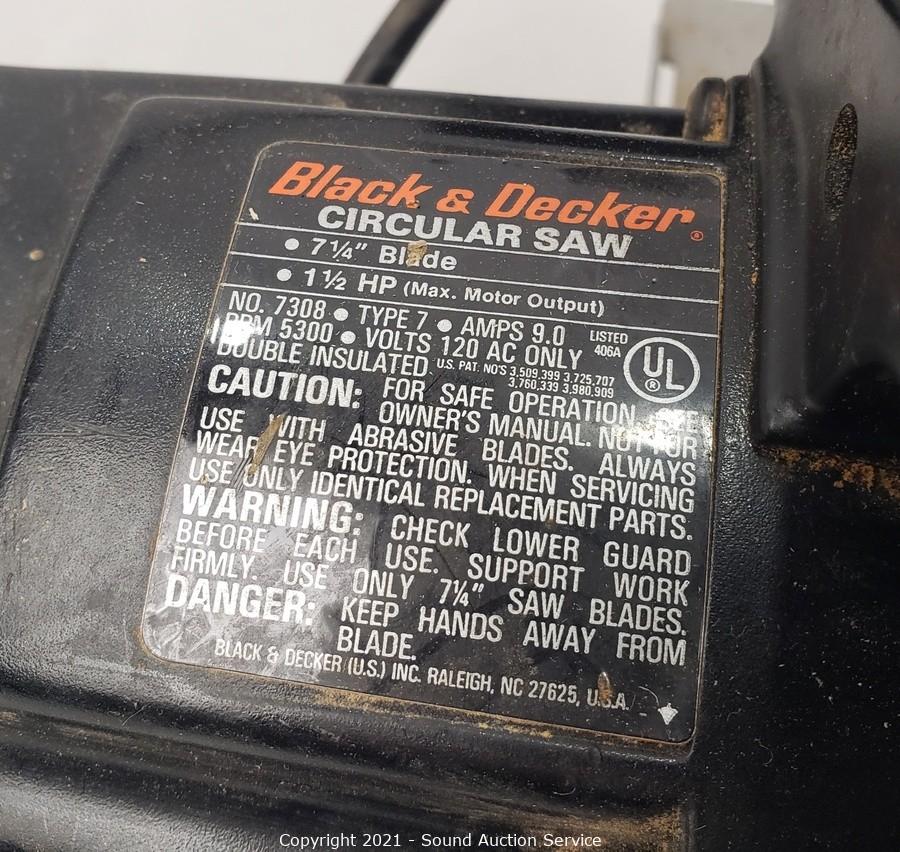 Black & Decker®
CIRCULAR SAW
• 7¼" Blade
• 1½ HP (Max. Motor Output)
NO. 7308 • TYPE 7 • AMPS 9.0
RPM 5300 • VOLTS 120 AC ONLY
LISTED
406A
UL®
DOUBLE INSULATED U.S. PAT. NO'S 3,509,399 3,725,707
3,760,339 3,980,909
CAUTION: FOR SAFE OPERATION SEE
OWNER'S MANUAL. NOT FOR
USE WITH ABRASIVE BLADES. ALWAYS
WEAR EYE PROTECTION. WHEN SERVICING
USE ONLY IDENTICAL REPLACEMENT PARTS.
WARNING: CHECK LOWER GUARD
BEFORE EACH USE. SUPPORT WORK
FIRMLY. USE ONLY 7¼" SAW BLADES.
DANGER: KEEP HANDS AWAY FROM
BLADE.
BLACK & DECKER (U.S.) INC. RALEIGH, NC 27625, U.S.A.
Copyright 2021 - Sound Auction Service